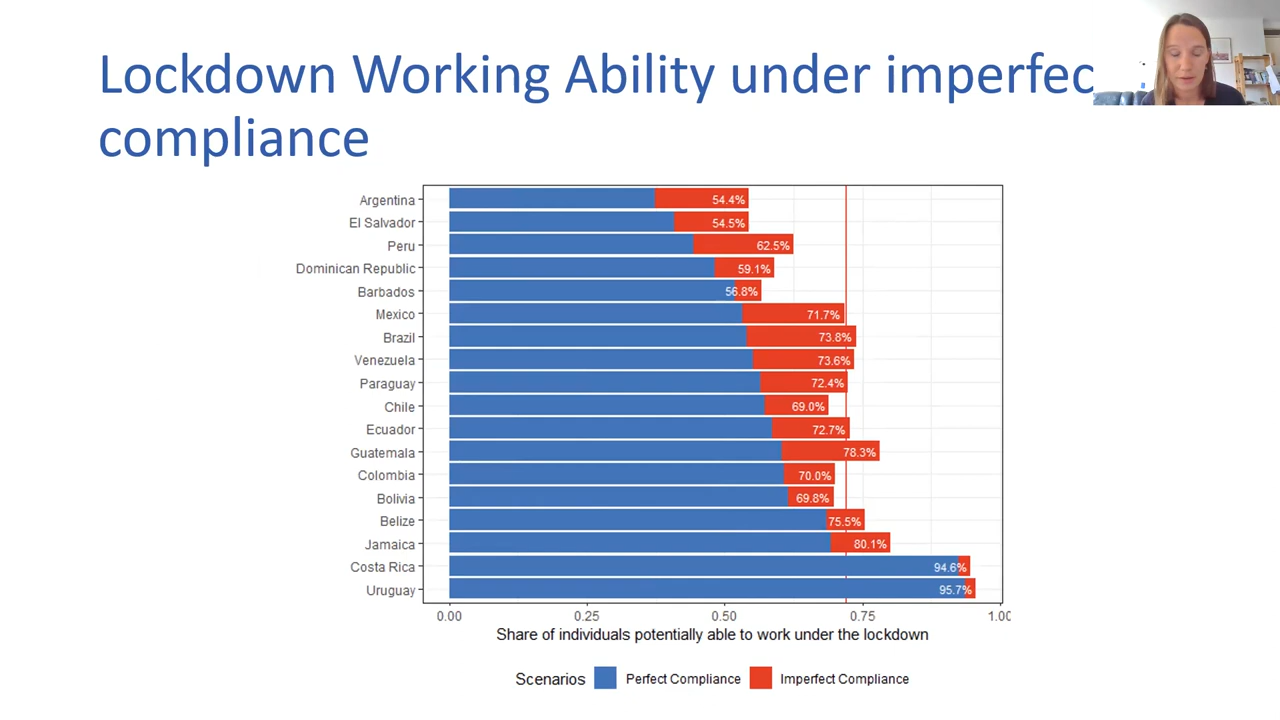 Lockdown Working Ability under imperfec
compliance
Argentina 54.4%
El Salvador 54.5%
Peru 62.5%
Dominican Republic 59.1%
Barbados 56.8%
Mexico 71.7%
Brazil 73.8%
Venezuela 73.6%
Paraguay 72.4%
Chile 69.0%
Ecuador 72.7%
Guatemala 78.3%
Colombia 70.0%
Bolivia 69.8%
Belize 75.5%
Jamaica 80.1%
Costa Rica 94.6%
Uruguay 95.7%
0.00 0.25 0.50 0.75 1.00
Share of individuals potentially able to work under the lockdown
Scenarios Perfect Compliance Imperfect Compliance